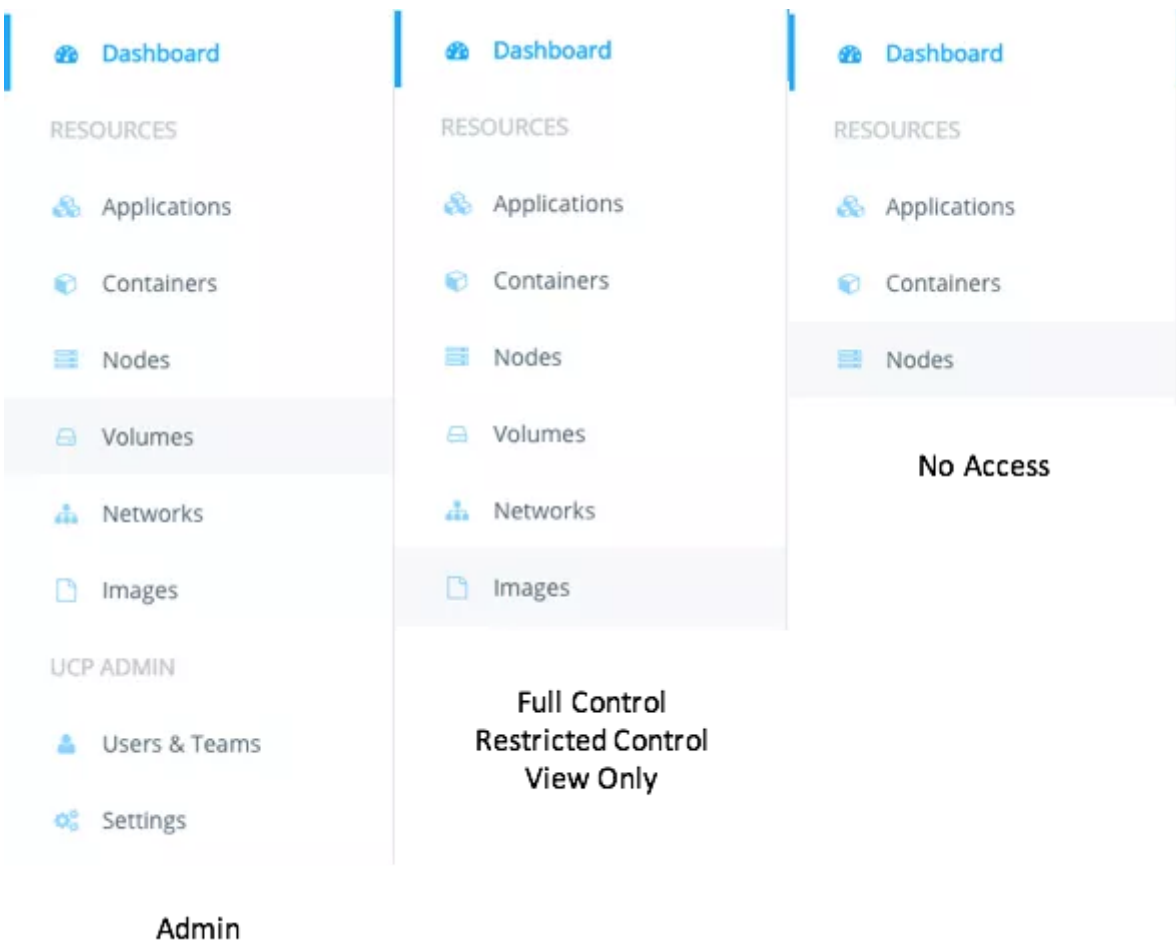 Dashboard
RESOURCES
Applications
Containers
Nodes
Volumes
Networks
Images
UCP ADMIN
Users & Teams
Settings
Admin
Dashboard
RESOURCES
Applications
Containers
Nodes
Volumes
Networks
Images
Full Control
Restricted Control
View Only
Dashboard
RESOURCES
Applications
Containers
Nodes
No Access